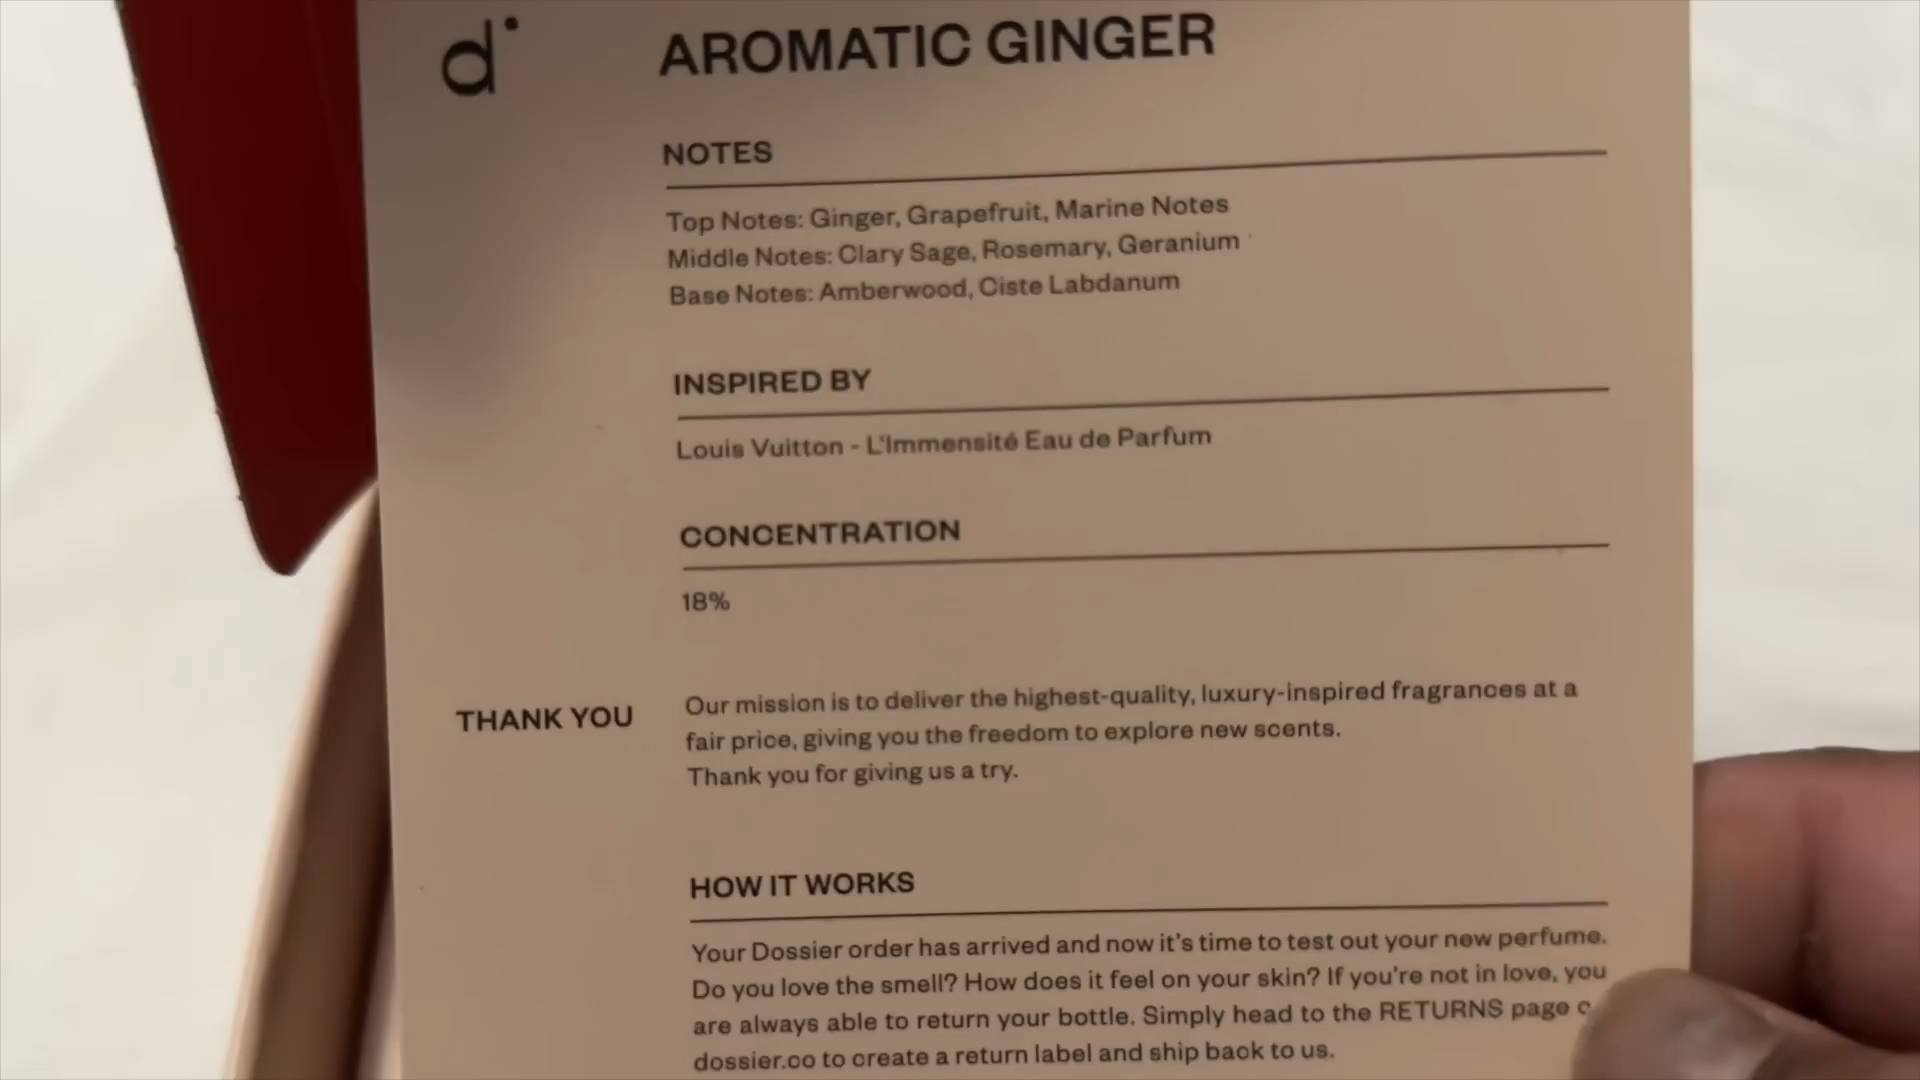 d·
AROMATIC GINGER
NOTES
Top Notes: Ginger, Grapefruit, Marine Notes
Middle Notes: Clary Sage, Rosemary, Geranium
Base Notes: Amberwood, Ciste Labdanum
INSPIRED BY
Louis Vuitton - L'Immensité Eau de Parfum
CONCENTRATION
18%
THANK YOU
Our mission is to deliver the highest-quality, luxury-inspired fragrances at a
fair price, giving you the freedom to explore new scents.
Thank you for giving us a try.
HOW IT WORKS
Your Dossier order has arrived and now it's time to test out your new perfume.
Do you love the smell? How does it feel on your skin? If you're not in love, you
are always able to return your bottle. Simply head to the RETURNS page
dossier.co to create a return label and ship back to us.